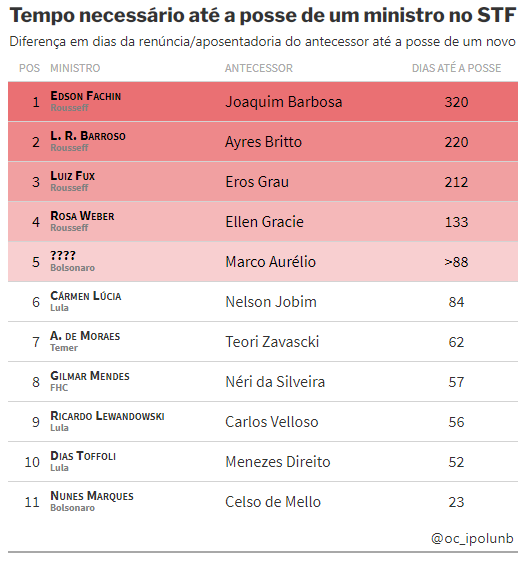 Tempo necessário até a posse de um ministro no STF
Diferença em dias da renúncia/aposentadoria do antecessor até a posse de um novo
POS MINISTRO ANTECESSOR DIAS ATÉ A POSSE
1 Edson Fachin Joaquim Barbosa 320
Rousseff
2 L. R. Barroso Ayres Britto 220
Rousseff
3 Luiz Fux Eros Grau 212
Rousseff
4 Rosa Weber Ellen Gracie 133
Rousseff
5 ???? Marco Aurélio >88
Bolsonaro
6 Cármen Lúcia Nelson Jobim 84
Lula
7 A. de Moraes Teori Zavascki 62
Temer
8 Gilmar Mendes Néri da Silveira 57
FHC
9 Ricardo Lewandowski Carlos Velloso 56
Lula
10 Dias Toffoli Menezes Direito 52
Lula
11 Nunes Marques Celso de Mello 23
Bolsonaro
@oc_ipolunb